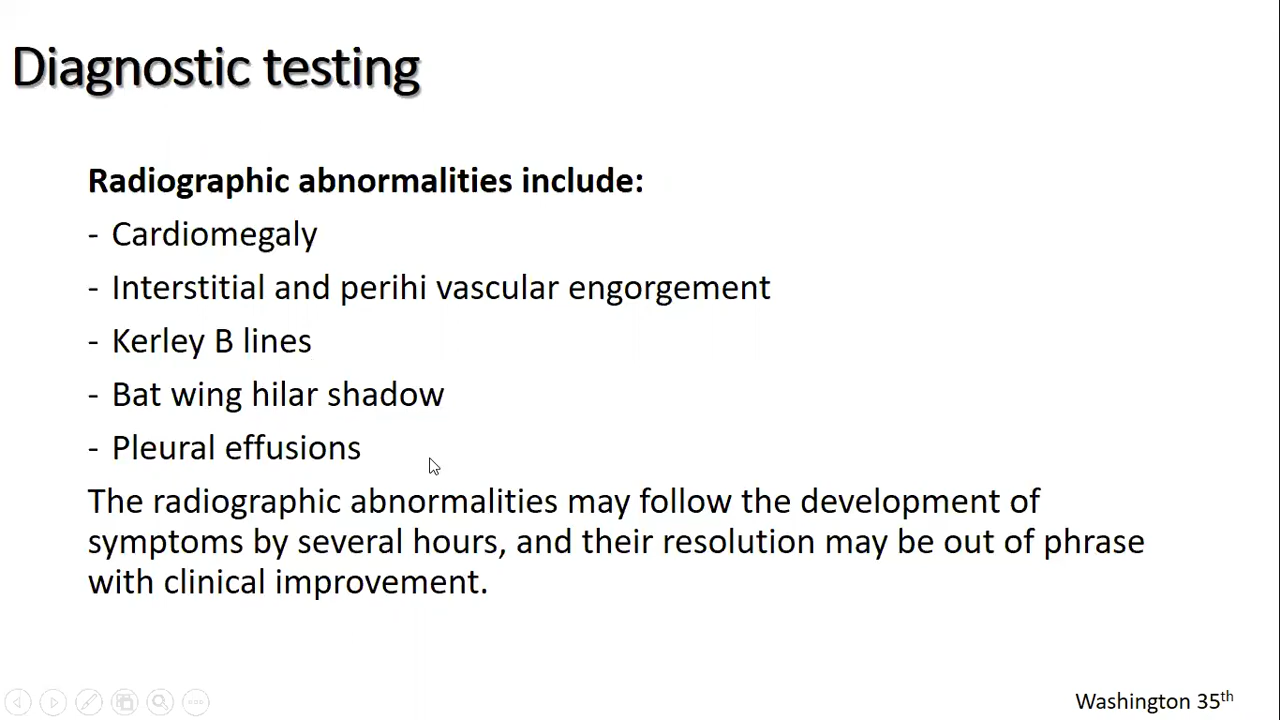 Diagnostic testing
Radiographic abnormalities include:
- Cardiomegaly
- Interstitial and perihi vascular engorgement
- Kerley B lines
- Bat wing hilar shadow
- Pleural effusions
The radiographic abnormalities may follow the development of
symptoms by several hours, and their resolution may be out of phrase
with clinical improvement.
Washington 35th